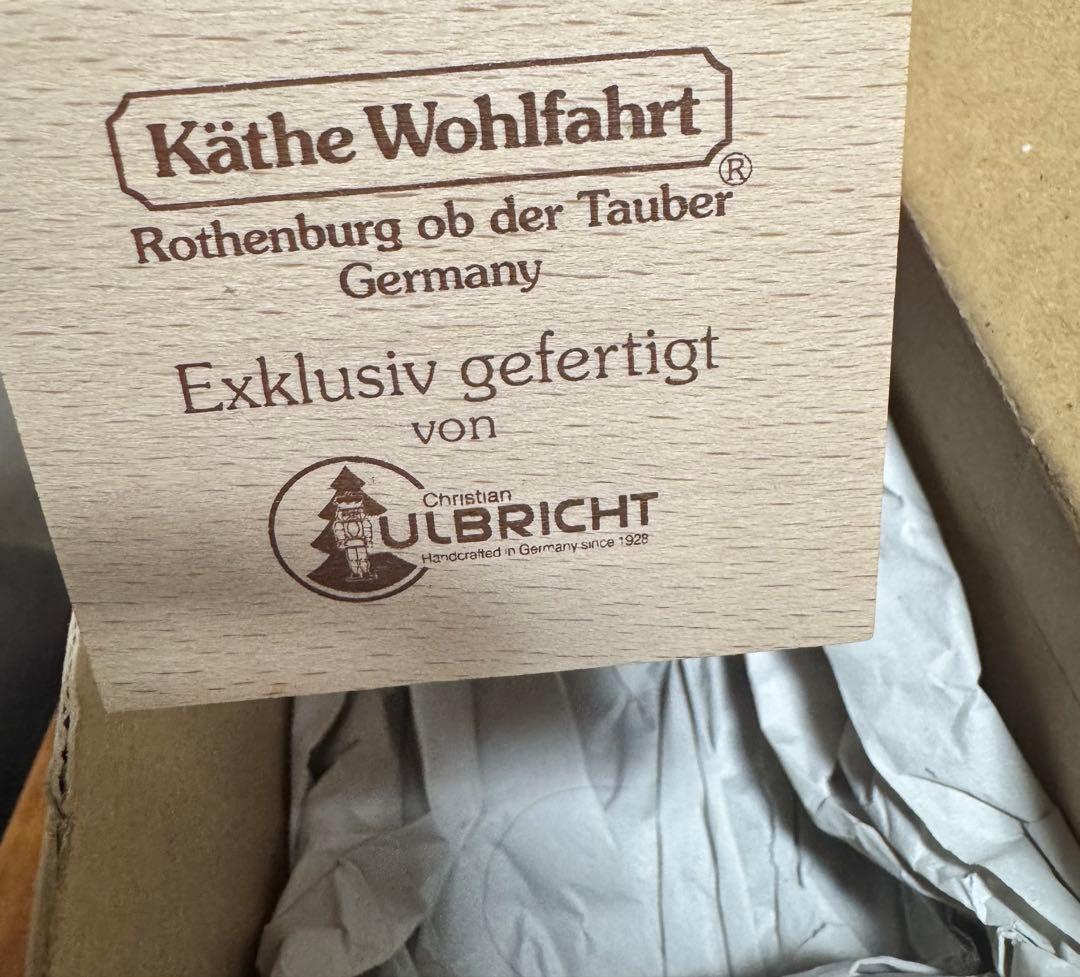 Käthe Wohlfahrt
®
Rothenburg ob der Tauber
Germany
Exklusiv gefertigt
von
Christian
ULBRICHT
Handcrafted in Germany since 1928